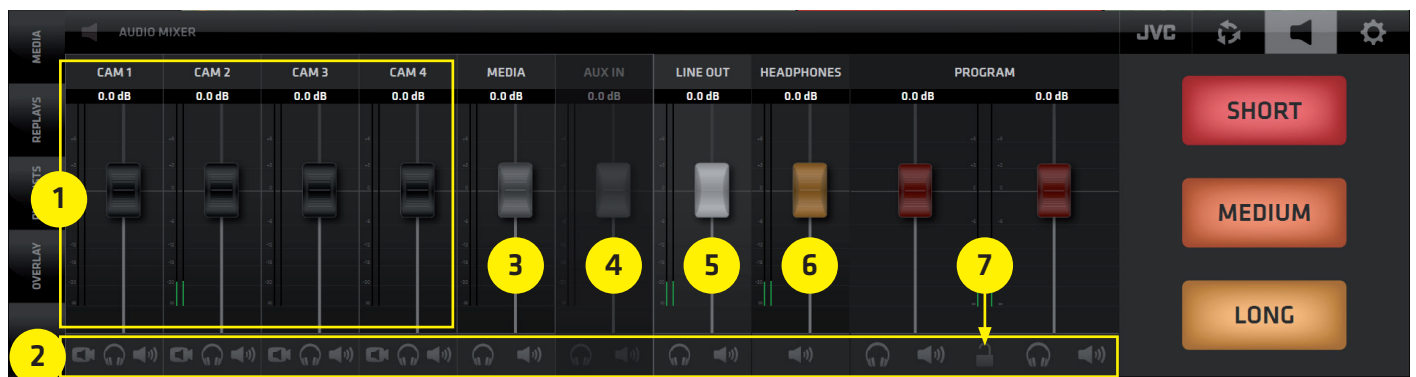 MEDIA
REPLAYS
OVERLAY
AUDIO MIXER
JVC
CAM 1 CAM 2 CAM 3 CAM 4 MEDIA AUX IN LINE OUT HEADPHONES PROGRAM
0.0 dB 0.0 dB 0.0 dB 0.0 dB 0.0 dB 0.0 dB 0.0 dB 0.0 dB 0.0 dB 0.0 dB
SHORT
MEDIUM
LONG
1
3 4 5 6 7
2